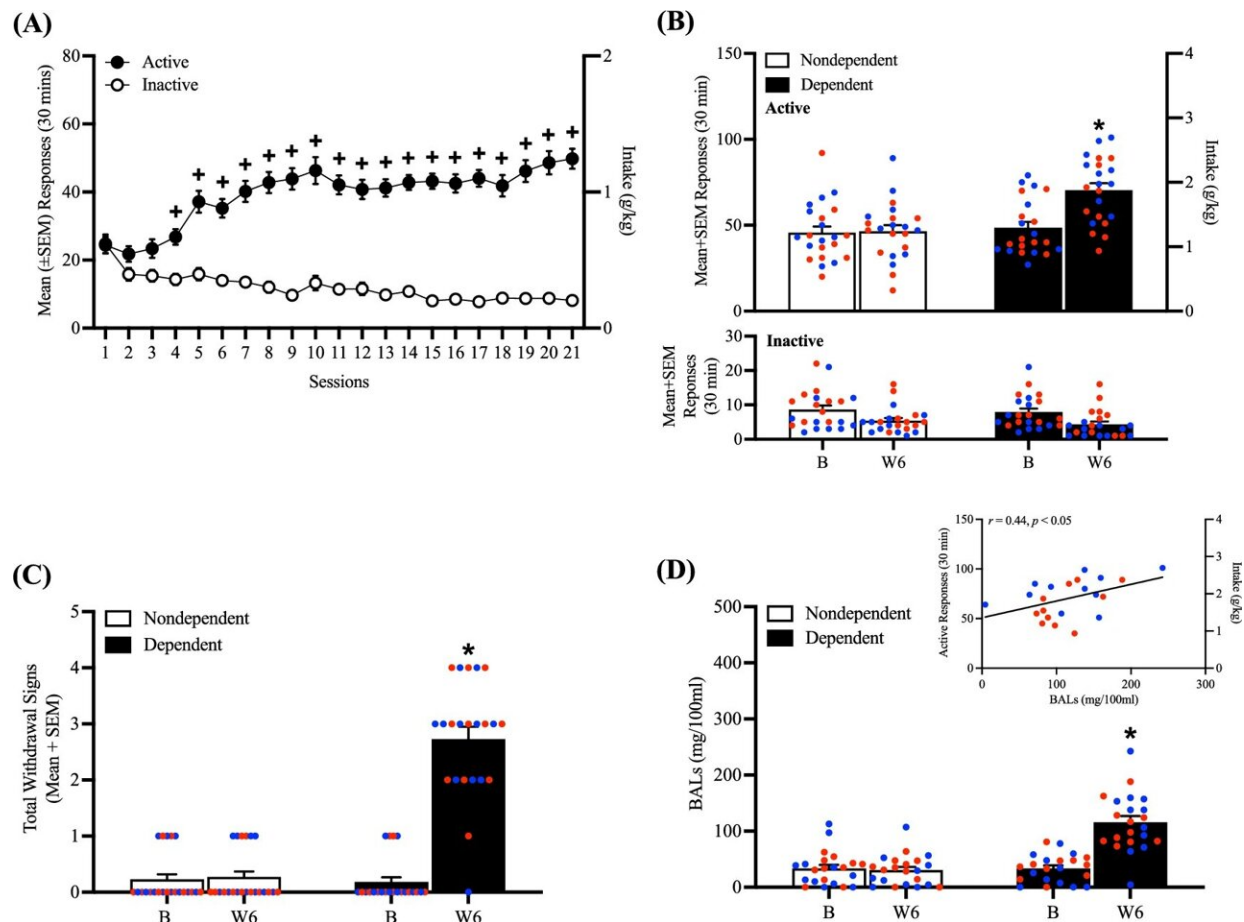 (A)
80
60
40
20
0
Mean (±SEM) Responses (30 mins)
Active
Inactive
+ + + + + + + + + + + + + + + + + +
2
1
0
Intake (g/kg)
1 2 3 4 5 6 7 8 9 10 11 12 13 14 15 16 17 18 19 20 21
Sessions
(B)
150
100
50
0
Mean+SEM Reponses (30 min)
Nondependent
Dependent
Active
*
4
3
2
1
0
Intake (g/kg)
30
20
10
0
Mean+SEM
Reponses
(30 min)
Inactive
B W6 B W6
(C)
5
4
3
2
1
0
Total Withdrawal Signs
(Mean + SEM)
Nondependent
Dependent
*
B W6 B W6
(D)
500
400
300
200
100
0
BALs (mg/100ml)
Nondependent
Dependent
*
B W6 B W6
r = 0.44, p < 0.05
150
100
50
0
Active Responses (30 min)
4
3
2
1
0
Intake (g/kg)
0 100 200 300
BALs (mg/100ml)